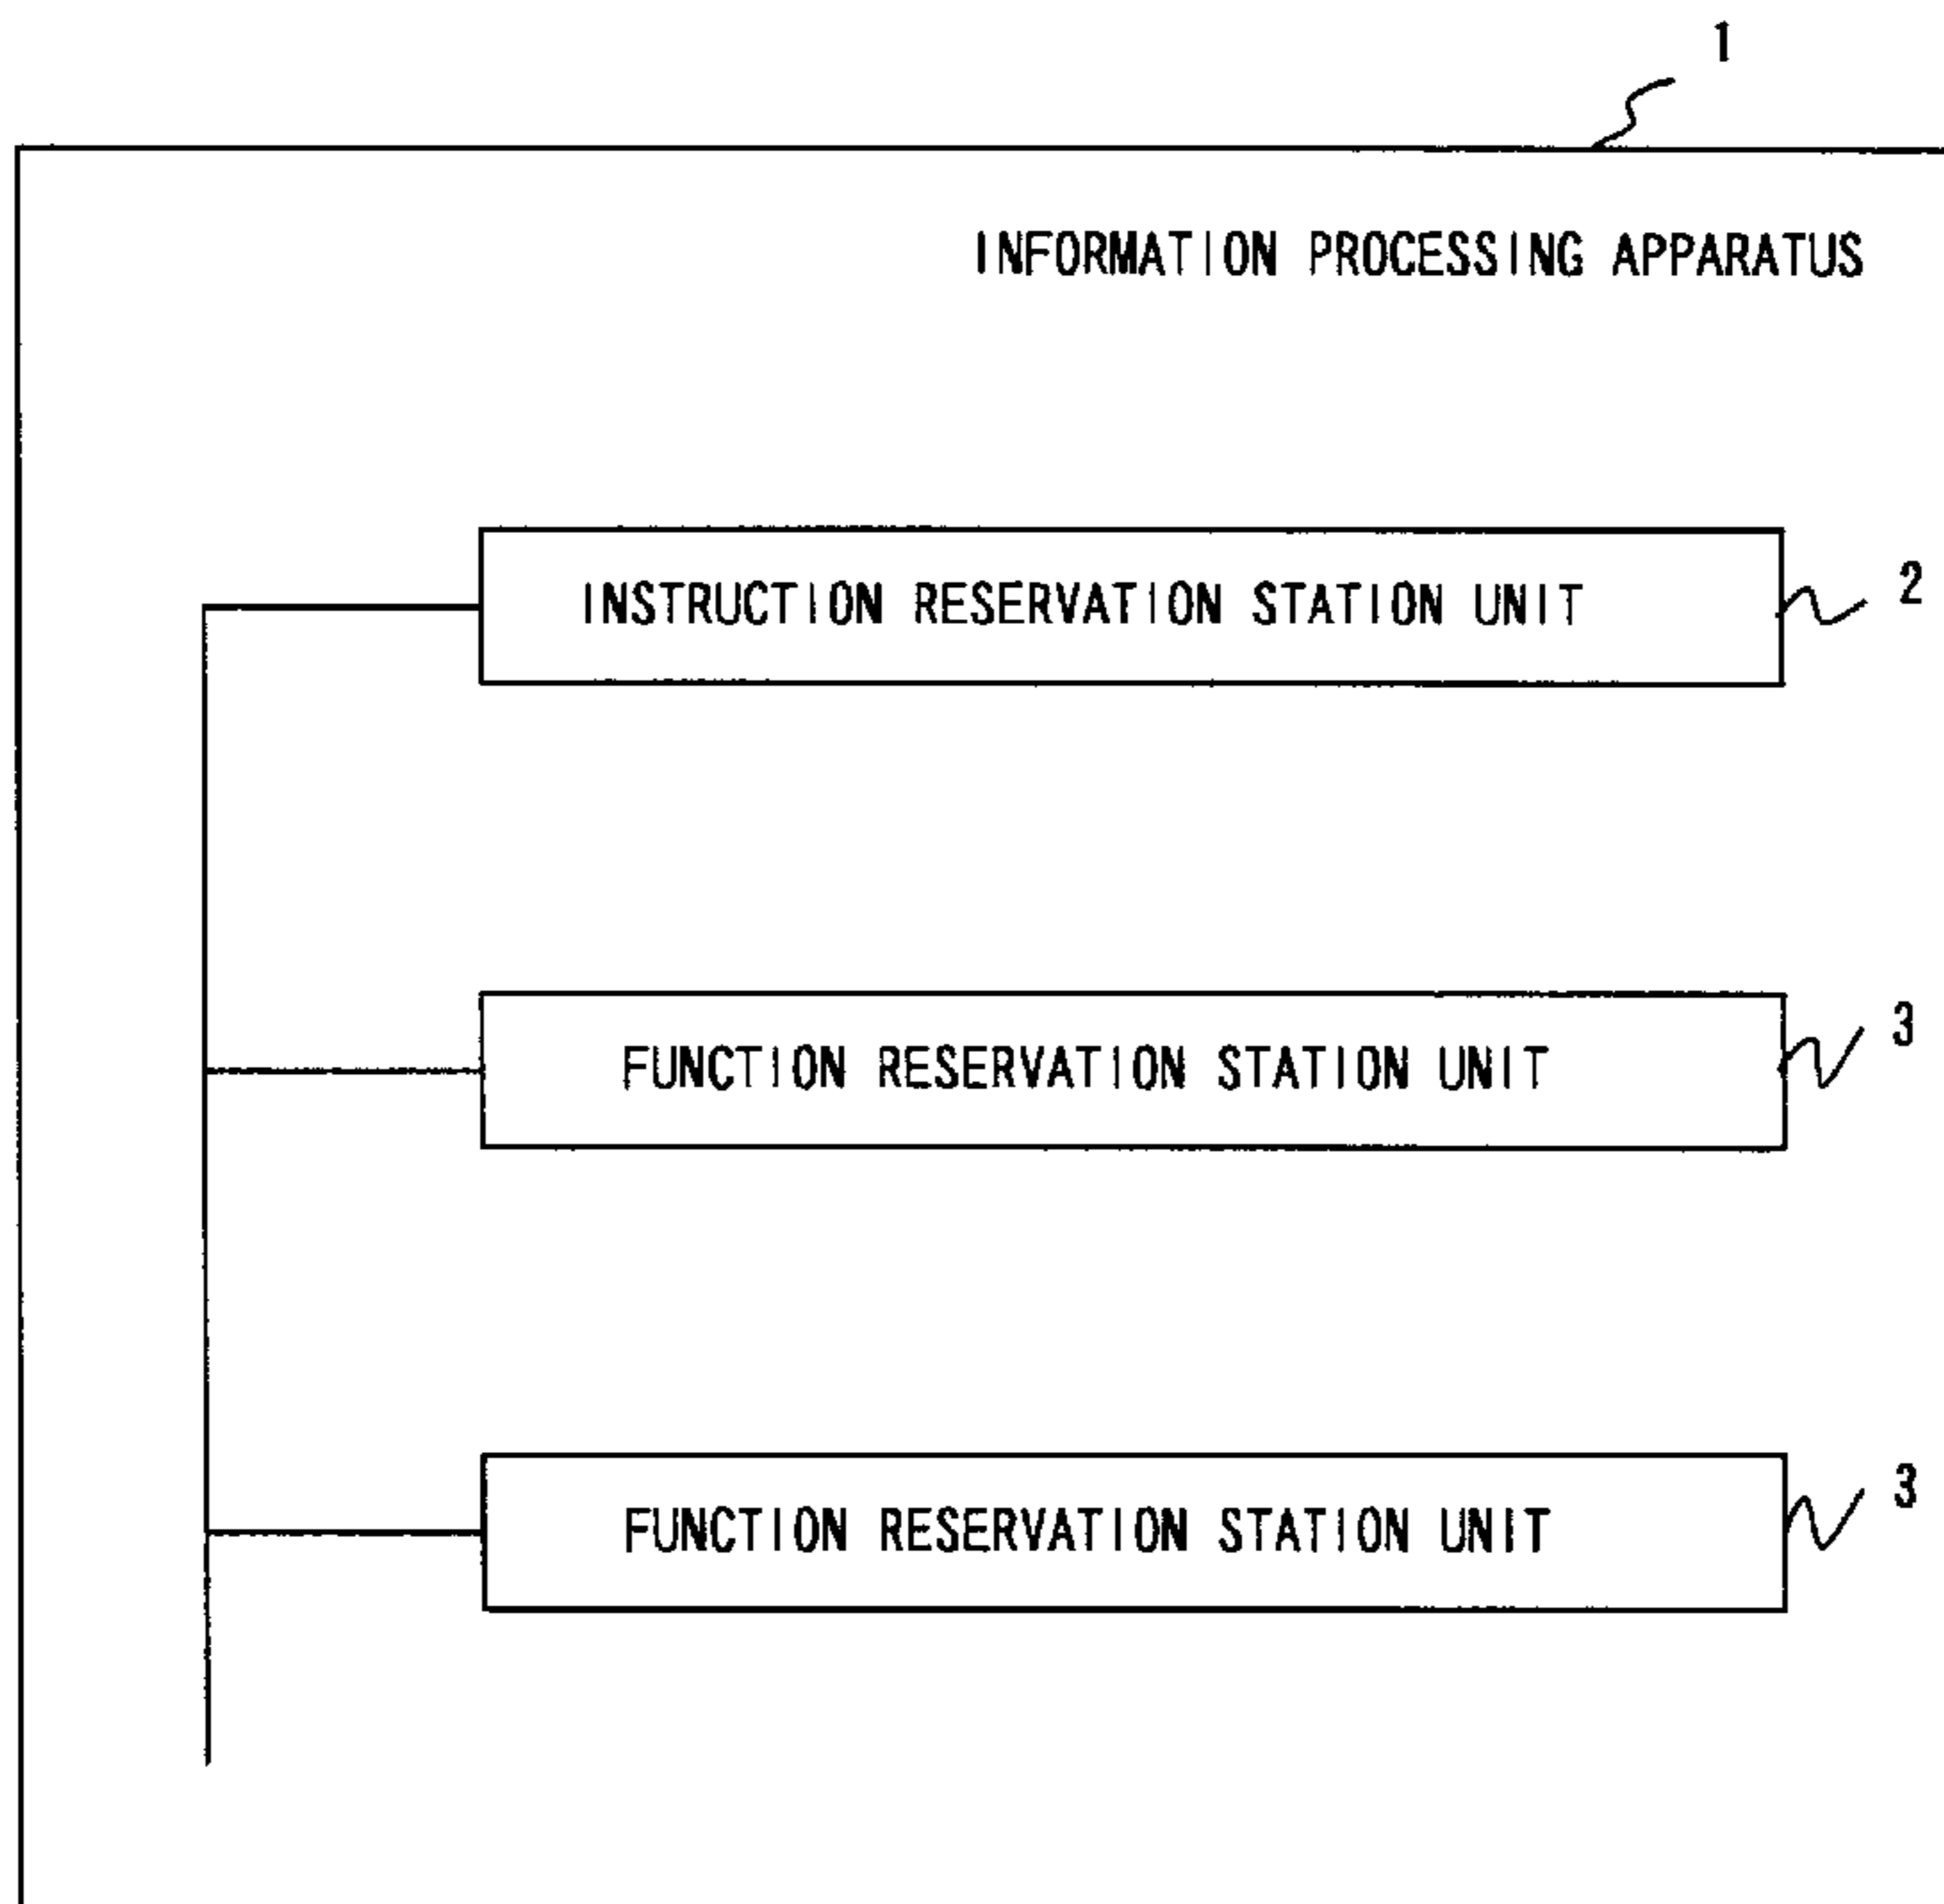 1
INFORMATION PROCESSING APPARATUS
INSTRUCTION RESERVATION STATION UNIT
2
FUNCTION RESERVATION STATION UNIT
3
FUNCTION RESERVATION STATION UNIT
3